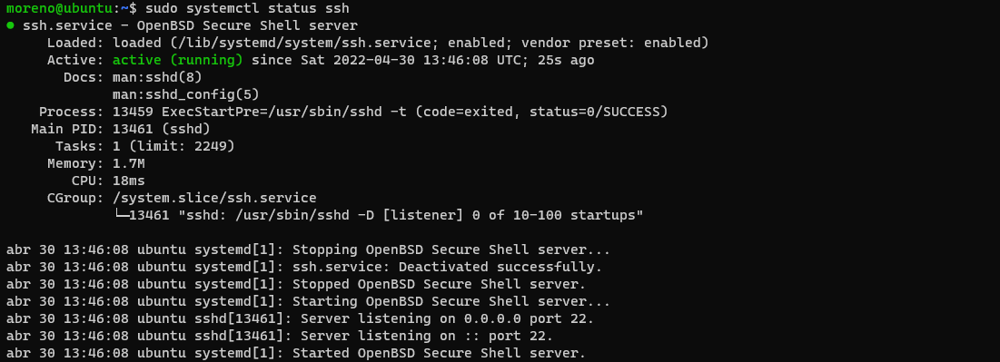 moreno@ubuntu:~$ sudo systemctl status ssh
● ssh.service - OpenBSD Secure Shell server
     Loaded: loaded (/lib/systemd/system/ssh.service; enabled; vendor preset: enabled)
     Active: active (running) since Sat 2022-04-30 13:46:08 UTC; 25s ago
       Docs: man:sshd(8)
             man:sshd_config(5)
    Process: 13459 ExecStartPre=/usr/sbin/sshd -t (code=exited, status=0/SUCCESS)
   Main PID: 13461 (sshd)
      Tasks: 1 (limit: 2249)
     Memory: 1.7M
        CPU: 18ms
     CGroup: /system.slice/ssh.service
             └─13461 "sshd: /usr/sbin/sshd -D [listener] 0 of 10-100 startups"

abr 30 13:46:08 ubuntu systemd[1]: Stopping OpenBSD Secure Shell server...
abr 30 13:46:08 ubuntu systemd[1]: ssh.service: Deactivated successfully.
abr 30 13:46:08 ubuntu systemd[1]: Stopped OpenBSD Secure Shell server.
abr 30 13:46:08 ubuntu systemd[1]: Starting OpenBSD Secure Shell server...
abr 30 13:46:08 ubuntu sshd[13461]: Server listening on 0.0.0.0 port 22.
abr 30 13:46:08 ubuntu sshd[13461]: Server listening on :: port 22.
abr 30 13:46:08 ubuntu systemd[1]: Started OpenBSD Secure Shell server.